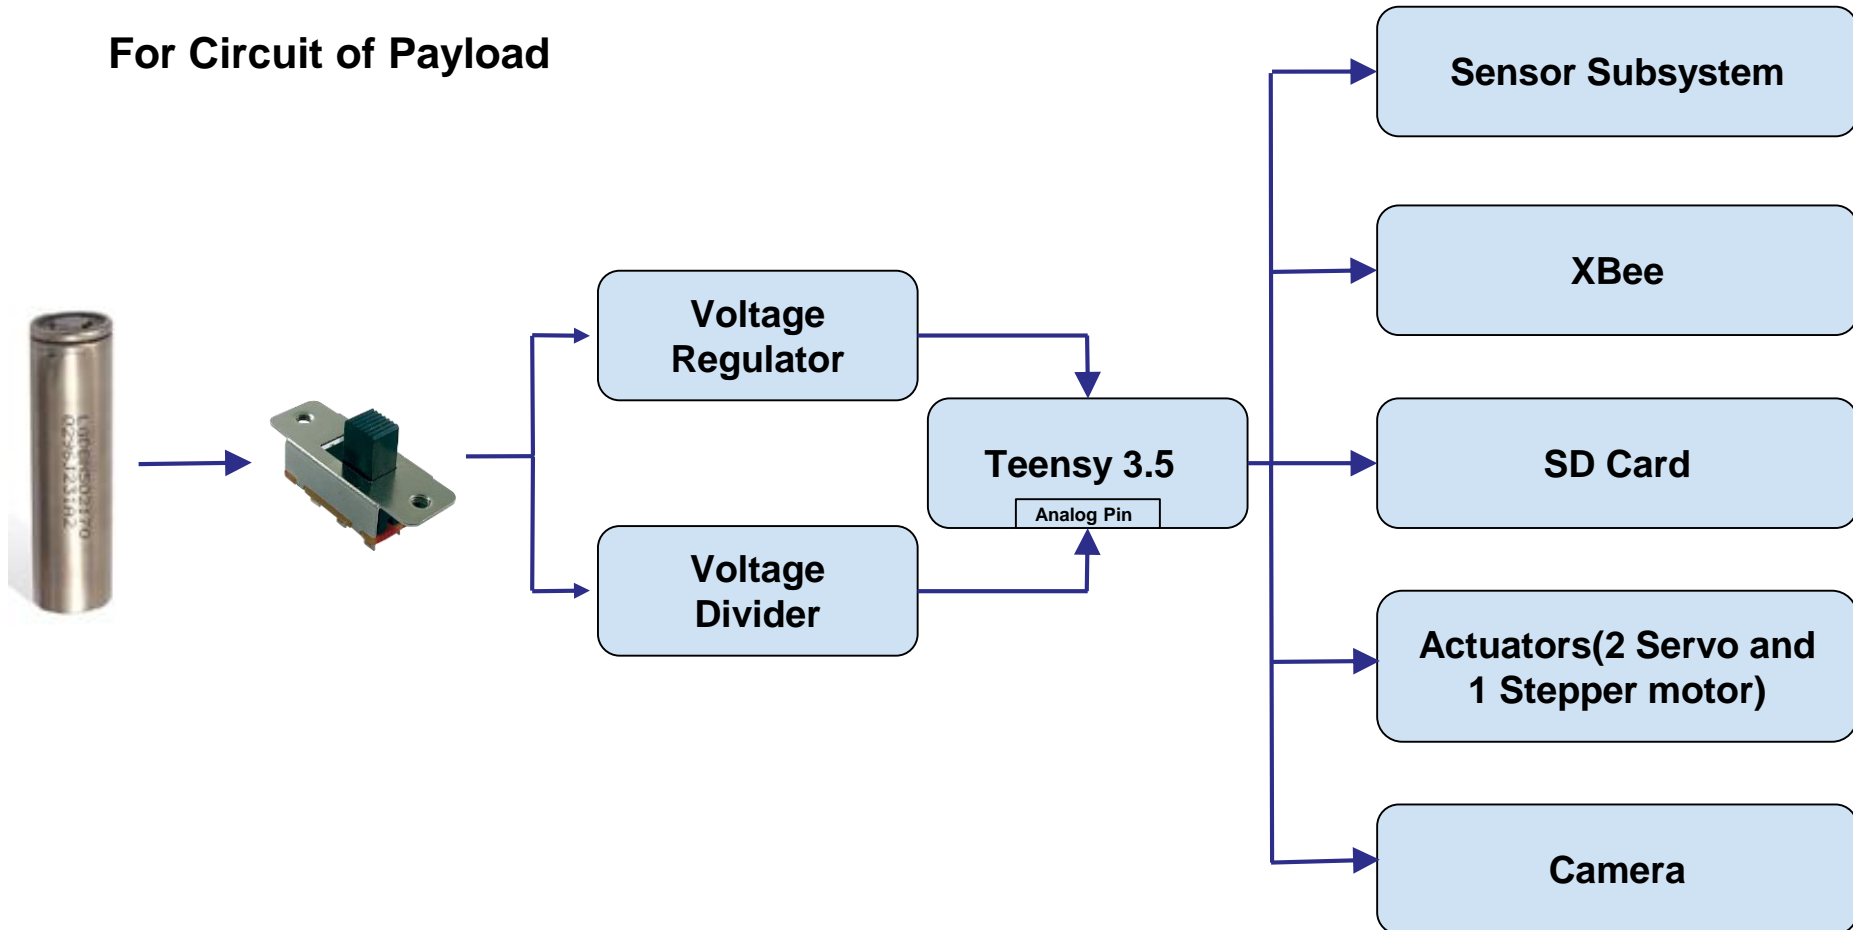 For Circuit of Payload
Sensor Subsystem
XBee
Voltage
Regulator
Teensy 3.5
Analog Pin
SD Card
Voltage
Divider
Actuators(2 Servo and
1 Stepper motor)
Camera